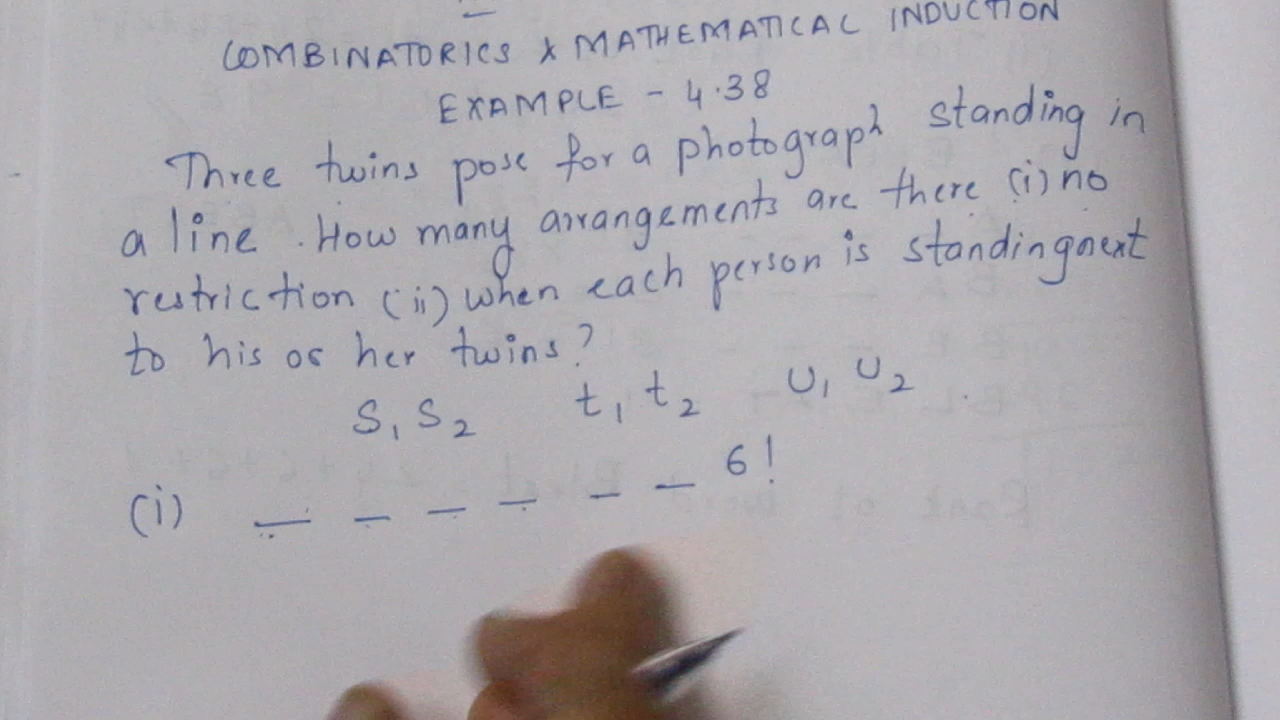 COMBINATORICS & MATHEMATICAL INDUCTION
EXAMPLE - 4.38
Three twins pose for a photograph standing in
a line. How many arrangements are there (i) no
restriction (ii) when each person is standing next
to his or her twins?
S₁ S₂ t₁ t₂ U₁ U₂
(i) _ _ _ _ _ _ 6!